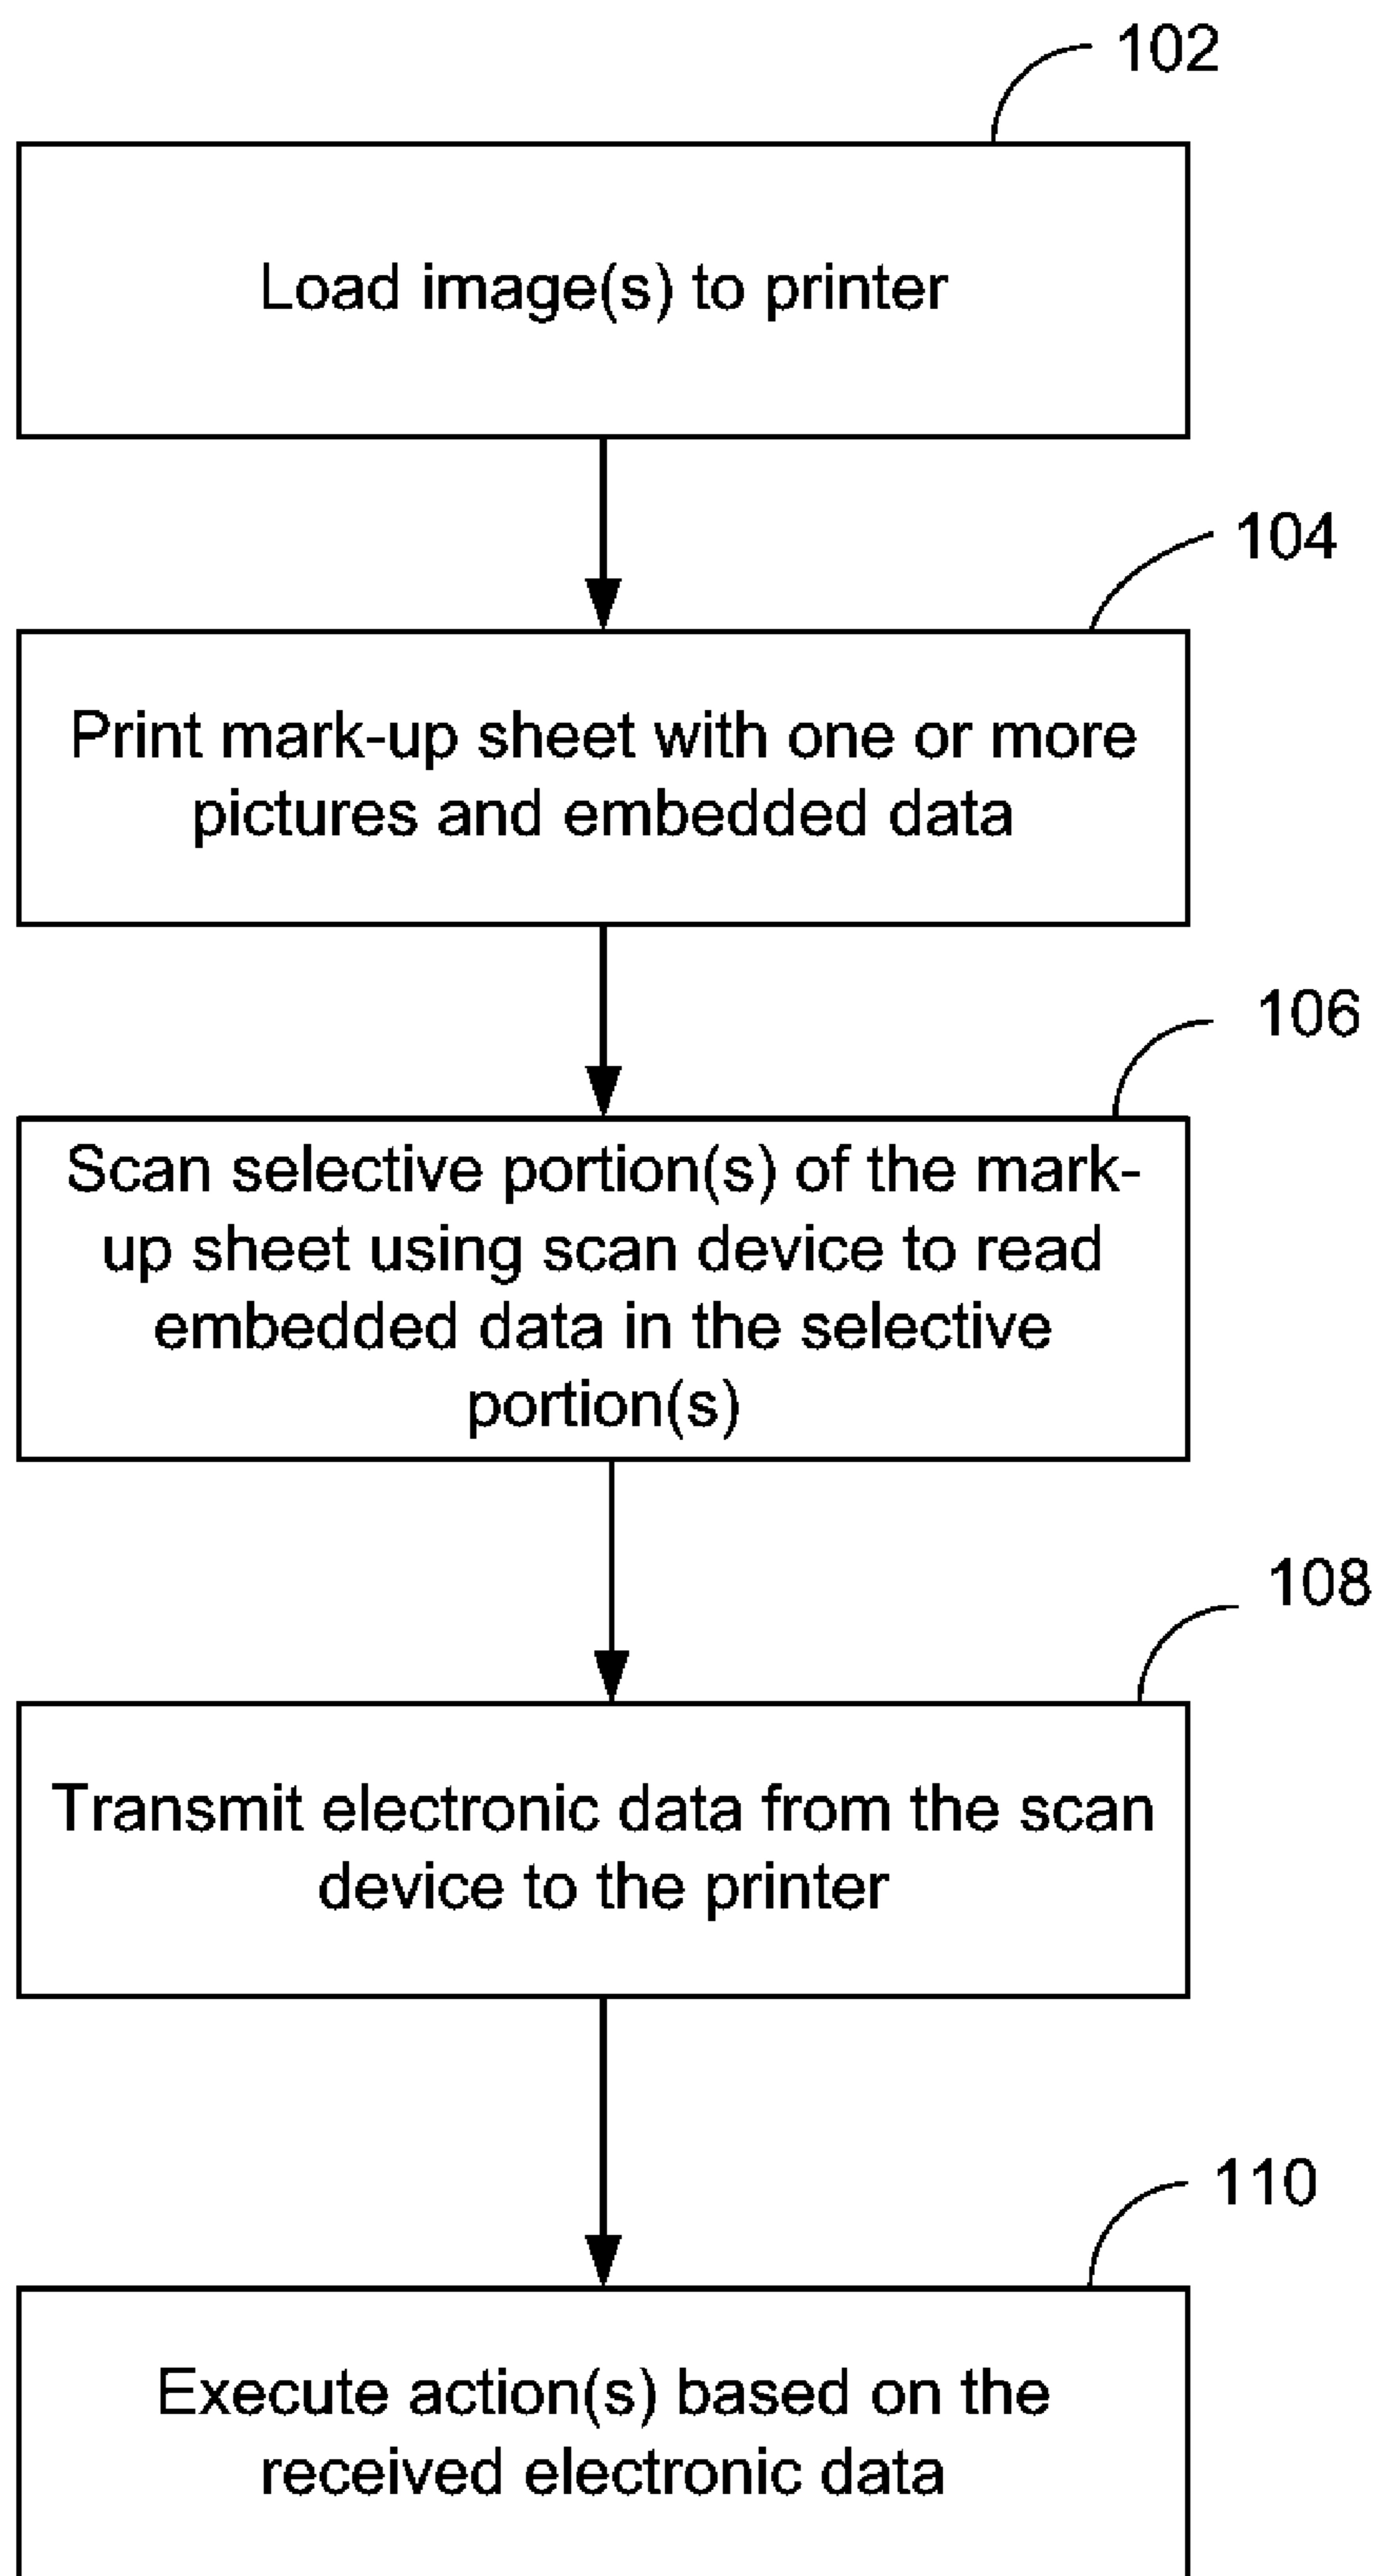 102
Load image(s) to printer
104
Print mark-up sheet with one or more
pictures and embedded data
106
Scan selective portion(s) of the mark-
up sheet using scan device to read
embedded data in the selective
portion(s)
108
Transmit electronic data from the scan
device to the printer
110
Execute action(s) based on the
received electronic data